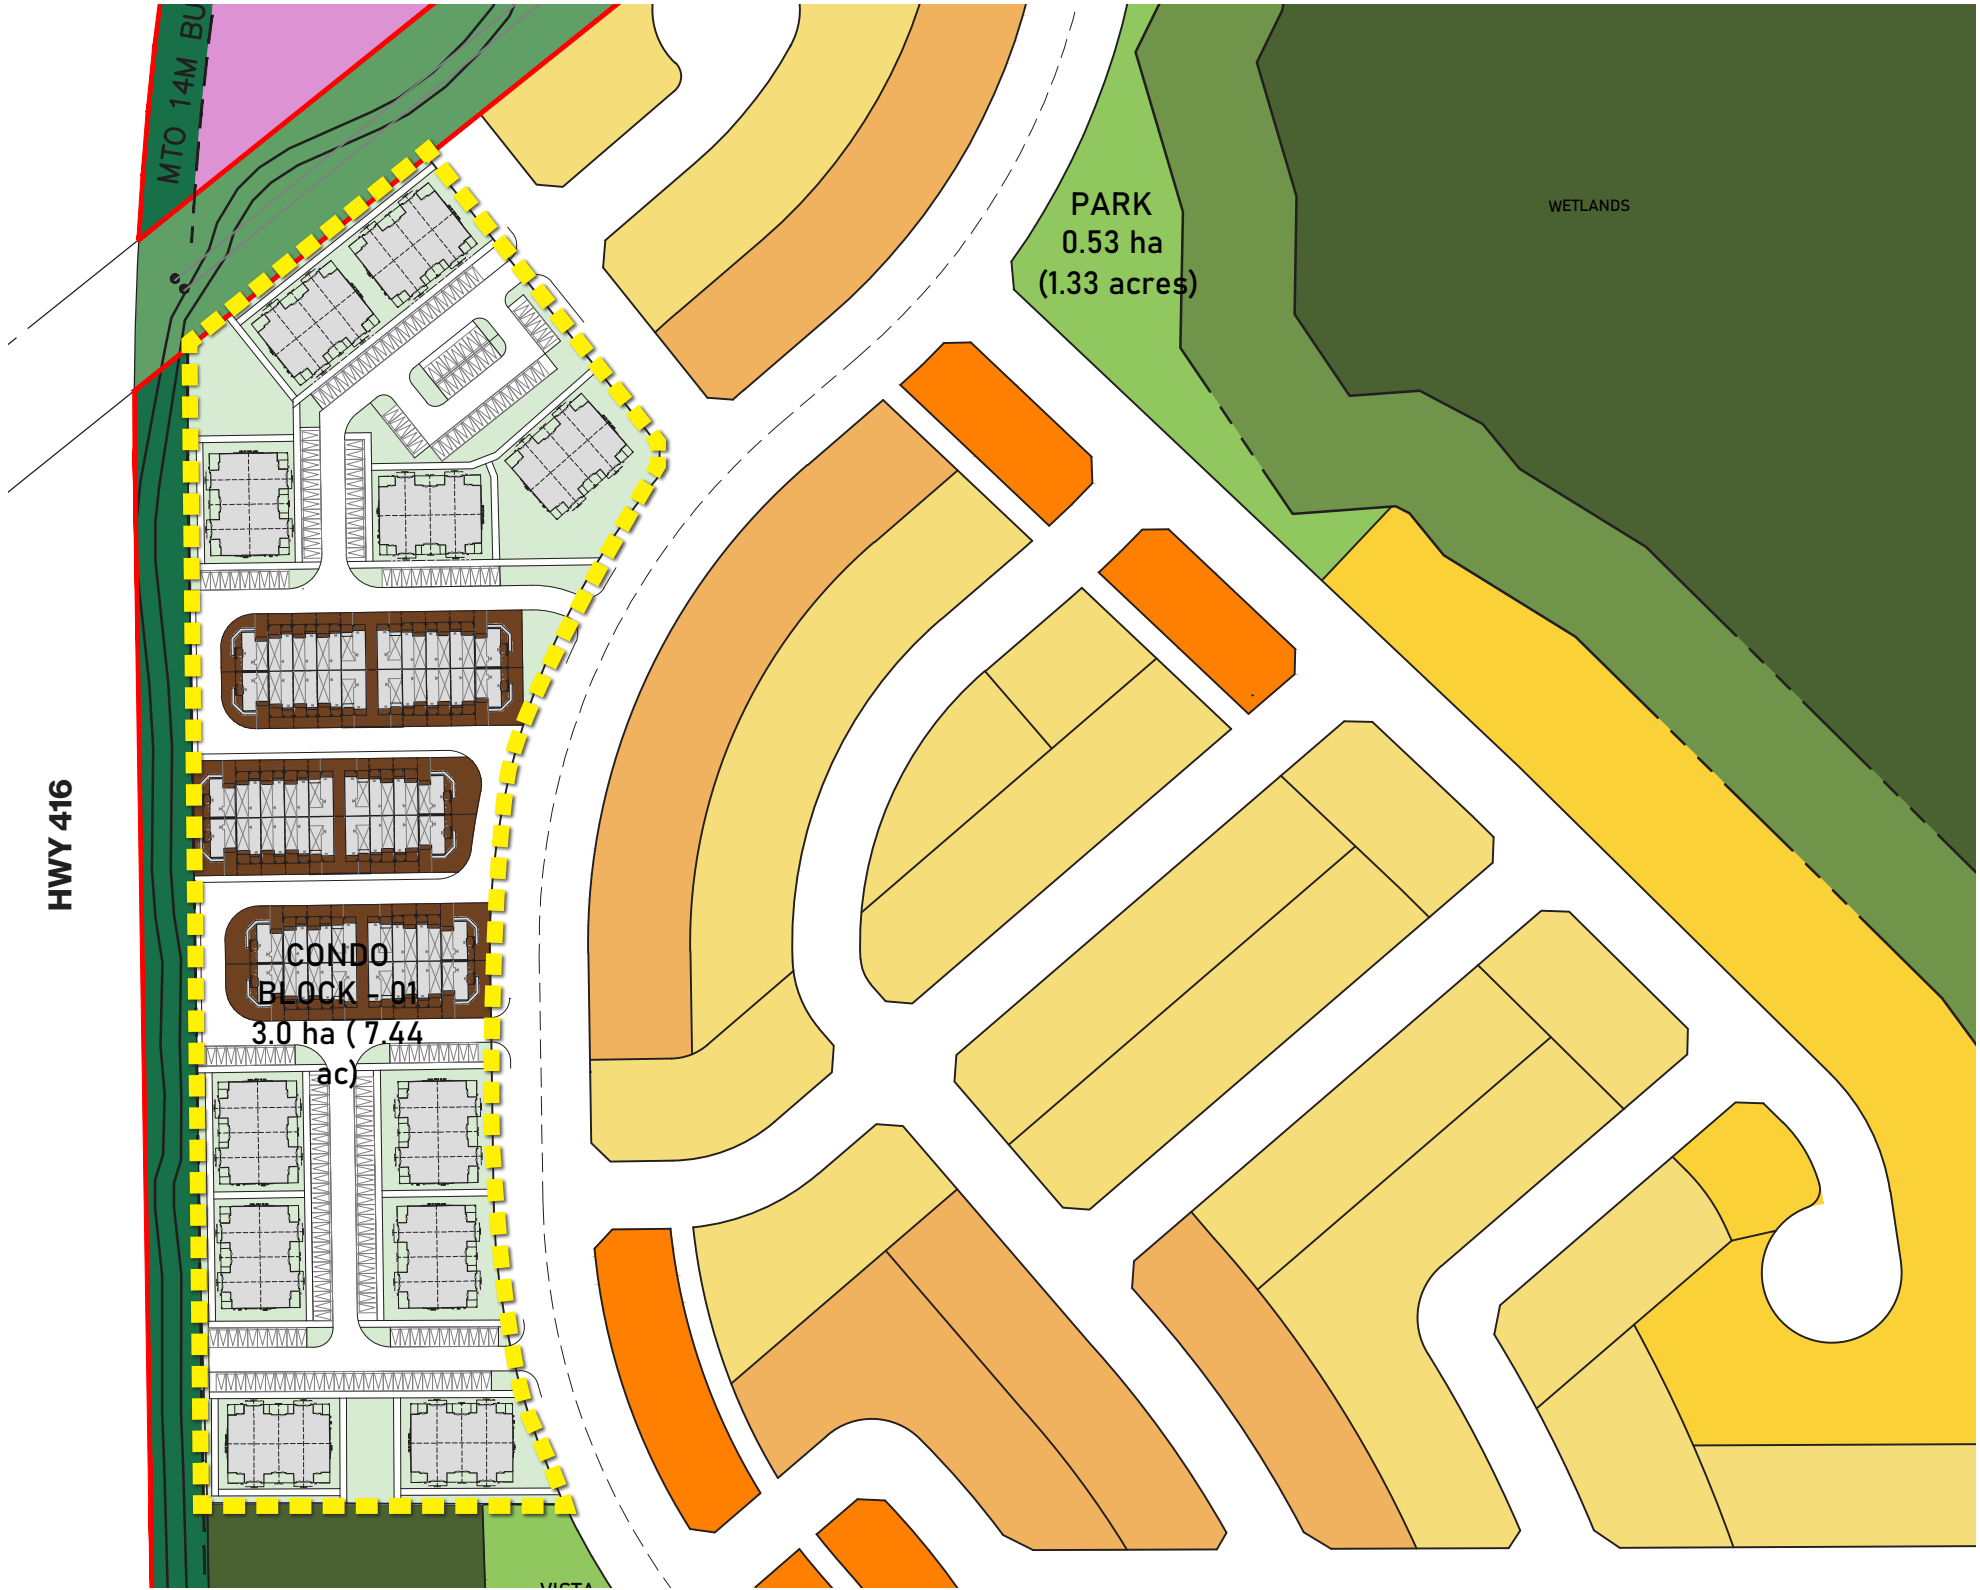 MTO 14M BU
PARK
0.53 ha
(1.33 acres)
WETLANDS
HWY 416
CONDO
BLOCK - 01
3.0 ha ( 7.44
ac)
VISTA